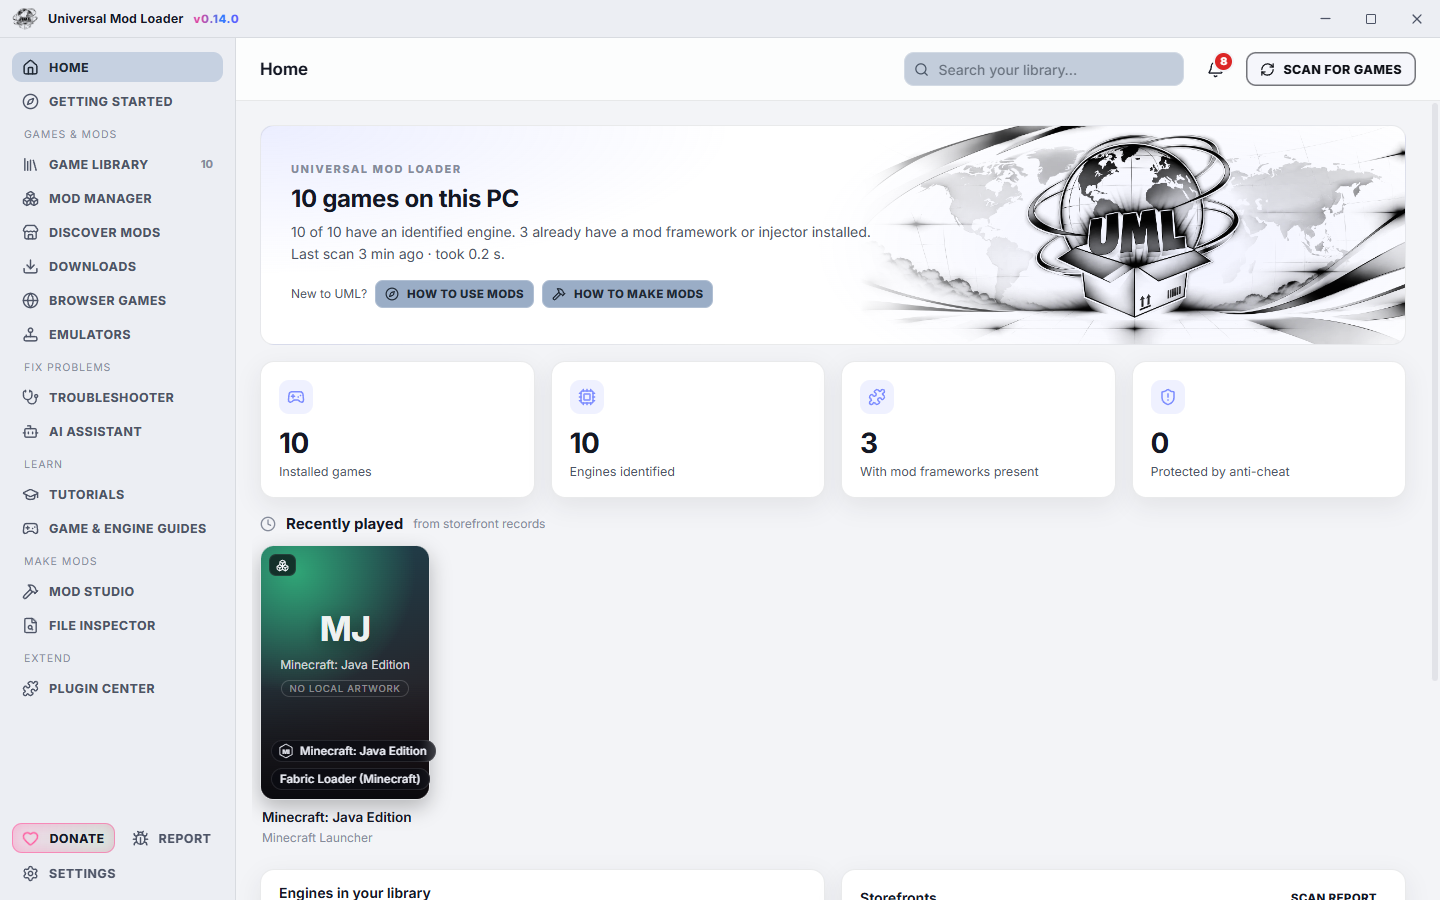 Universal Mod Loader v0.14.0
HOME
GETTING STARTED
GAMES & MODS
GAME LIBRARY 10
MOD MANAGER
DISCOVER MODS
DOWNLOADS
BROWSER GAMES
EMULATORS
FIX PROBLEMS
TROUBLESHOOTER
AI ASSISTANT
LEARN
TUTORIALS
GAME & ENGINE GUIDES
MAKE MODS
MOD STUDIO
FILE INSPECTOR
EXTEND
PLUGIN CENTER
DONATE
REPORT
SETTINGS
Home
Search your library...
8
SCAN FOR GAMES
UNIVERSAL MOD LOADER
10 games on this PC
10 of 10 have an identified engine. 3 already have a mod framework or injector installed.
Last scan 3 min ago · took 0.2 s.
New to UML? HOW TO USE MODS HOW TO MAKE MODS
UML
10
Installed games
10
Engines identified
3
With mod frameworks present
0
Protected by anti-cheat
Recently played from storefront records
MJ
Minecraft: Java Edition
NO LOCAL ARTWORK
Minecraft: Java Edition
Fabric Loader (Minecraft)
Minecraft: Java Edition
Minecraft Launcher
Engines in your library
Storefronts
SCAN REPORT